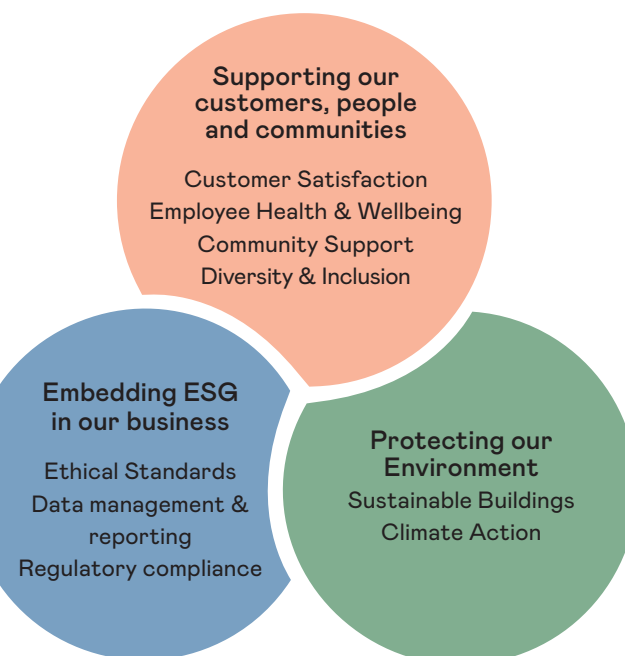 Supporting our
customers, people
and communities
Customer Satisfaction
Employee Health & Wellbeing
Community Support
Diversity & Inclusion
Embedding ESG
in our business
Ethical Standards
Data management &
reporting
Regulatory compliance
Protecting our
Environment
Sustainable Buildings
Climate Action